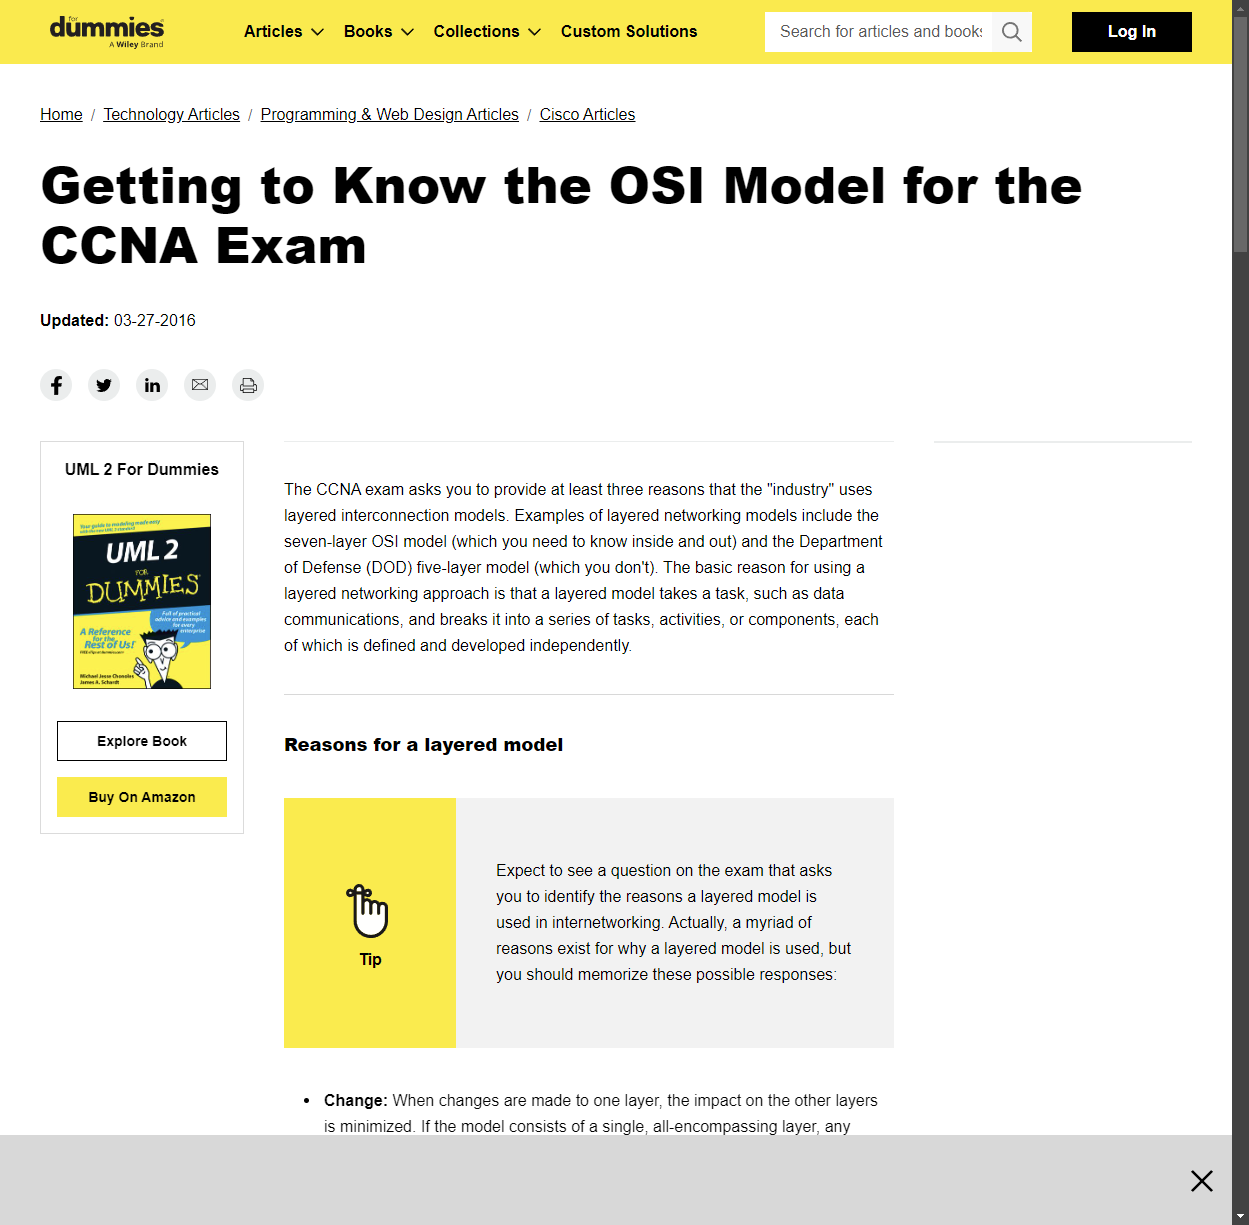 for
dummies
A Wiley Brand
Articles
Books
Collections
Custom Solutions
Search for articles and books
Log In
Home / Technology Articles / Programming & Web Design Articles / Cisco Articles
Getting to Know the OSI Model for the
CCNA Exam
Updated: 03-27-2016
UML 2 For Dummies
Your guide to modeling made easy
with the new UML 2 standard
UML 2
FOR
DUMMIES
Full of practical
advice and examples
for every
enterprise
A Reference
for the
Rest of Us!
Michael Jesse Chonoles
James A. Schardt
Explore Book
Buy On Amazon
The CCNA exam asks you to provide at least three reasons that the "industry" uses
layered interconnection models. Examples of layered networking models include the
seven-layer OSI model (which you need to know inside and out) and the Department
of Defense (DOD) five-layer model (which you don't). The basic reason for using a
layered networking approach is that a layered model takes a task, such as data
communications, and breaks it into a series of tasks, activities, or components, each
of which is defined and developed independently.
Reasons for a layered model
Tip
Expect to see a question on the exam that asks
you to identify the reasons a layered model is
used in internetworking. Actually, a myriad of
reasons exist for why a layered model is used, but
you should memorize these possible responses:
• Change: When changes are made to one layer, the impact on the other layers
is minimized. If the model consists of a single, all-encompassing layer, any